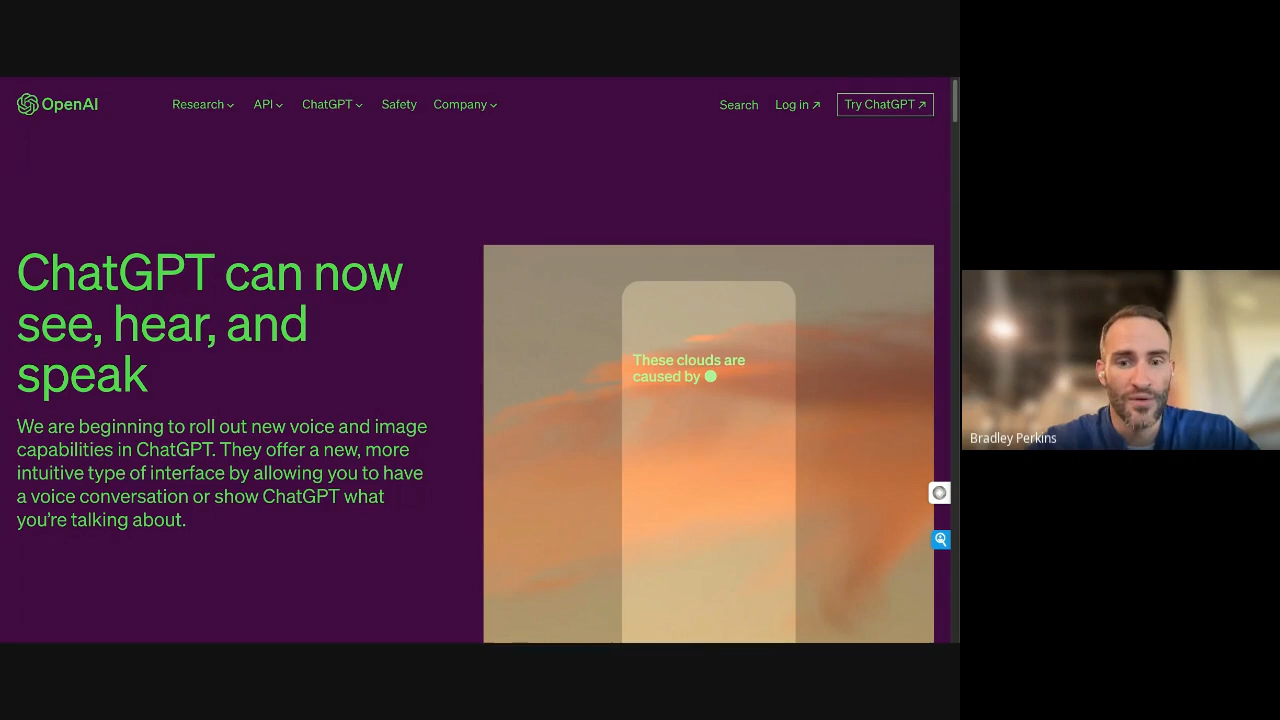 OpenAI
Research
API
ChatGPT
Safety
Company
Search
Log in ↗
Try ChatGPT ↗
ChatGPT can now
see, hear, and
speak
We are beginning to roll out new voice and image
capabilities in ChatGPT. They offer a new, more
intuitive type of interface by allowing you to have
a voice conversation or show ChatGPT what
you’re talking about.
These clouds are
caused by
Bradley Perkins